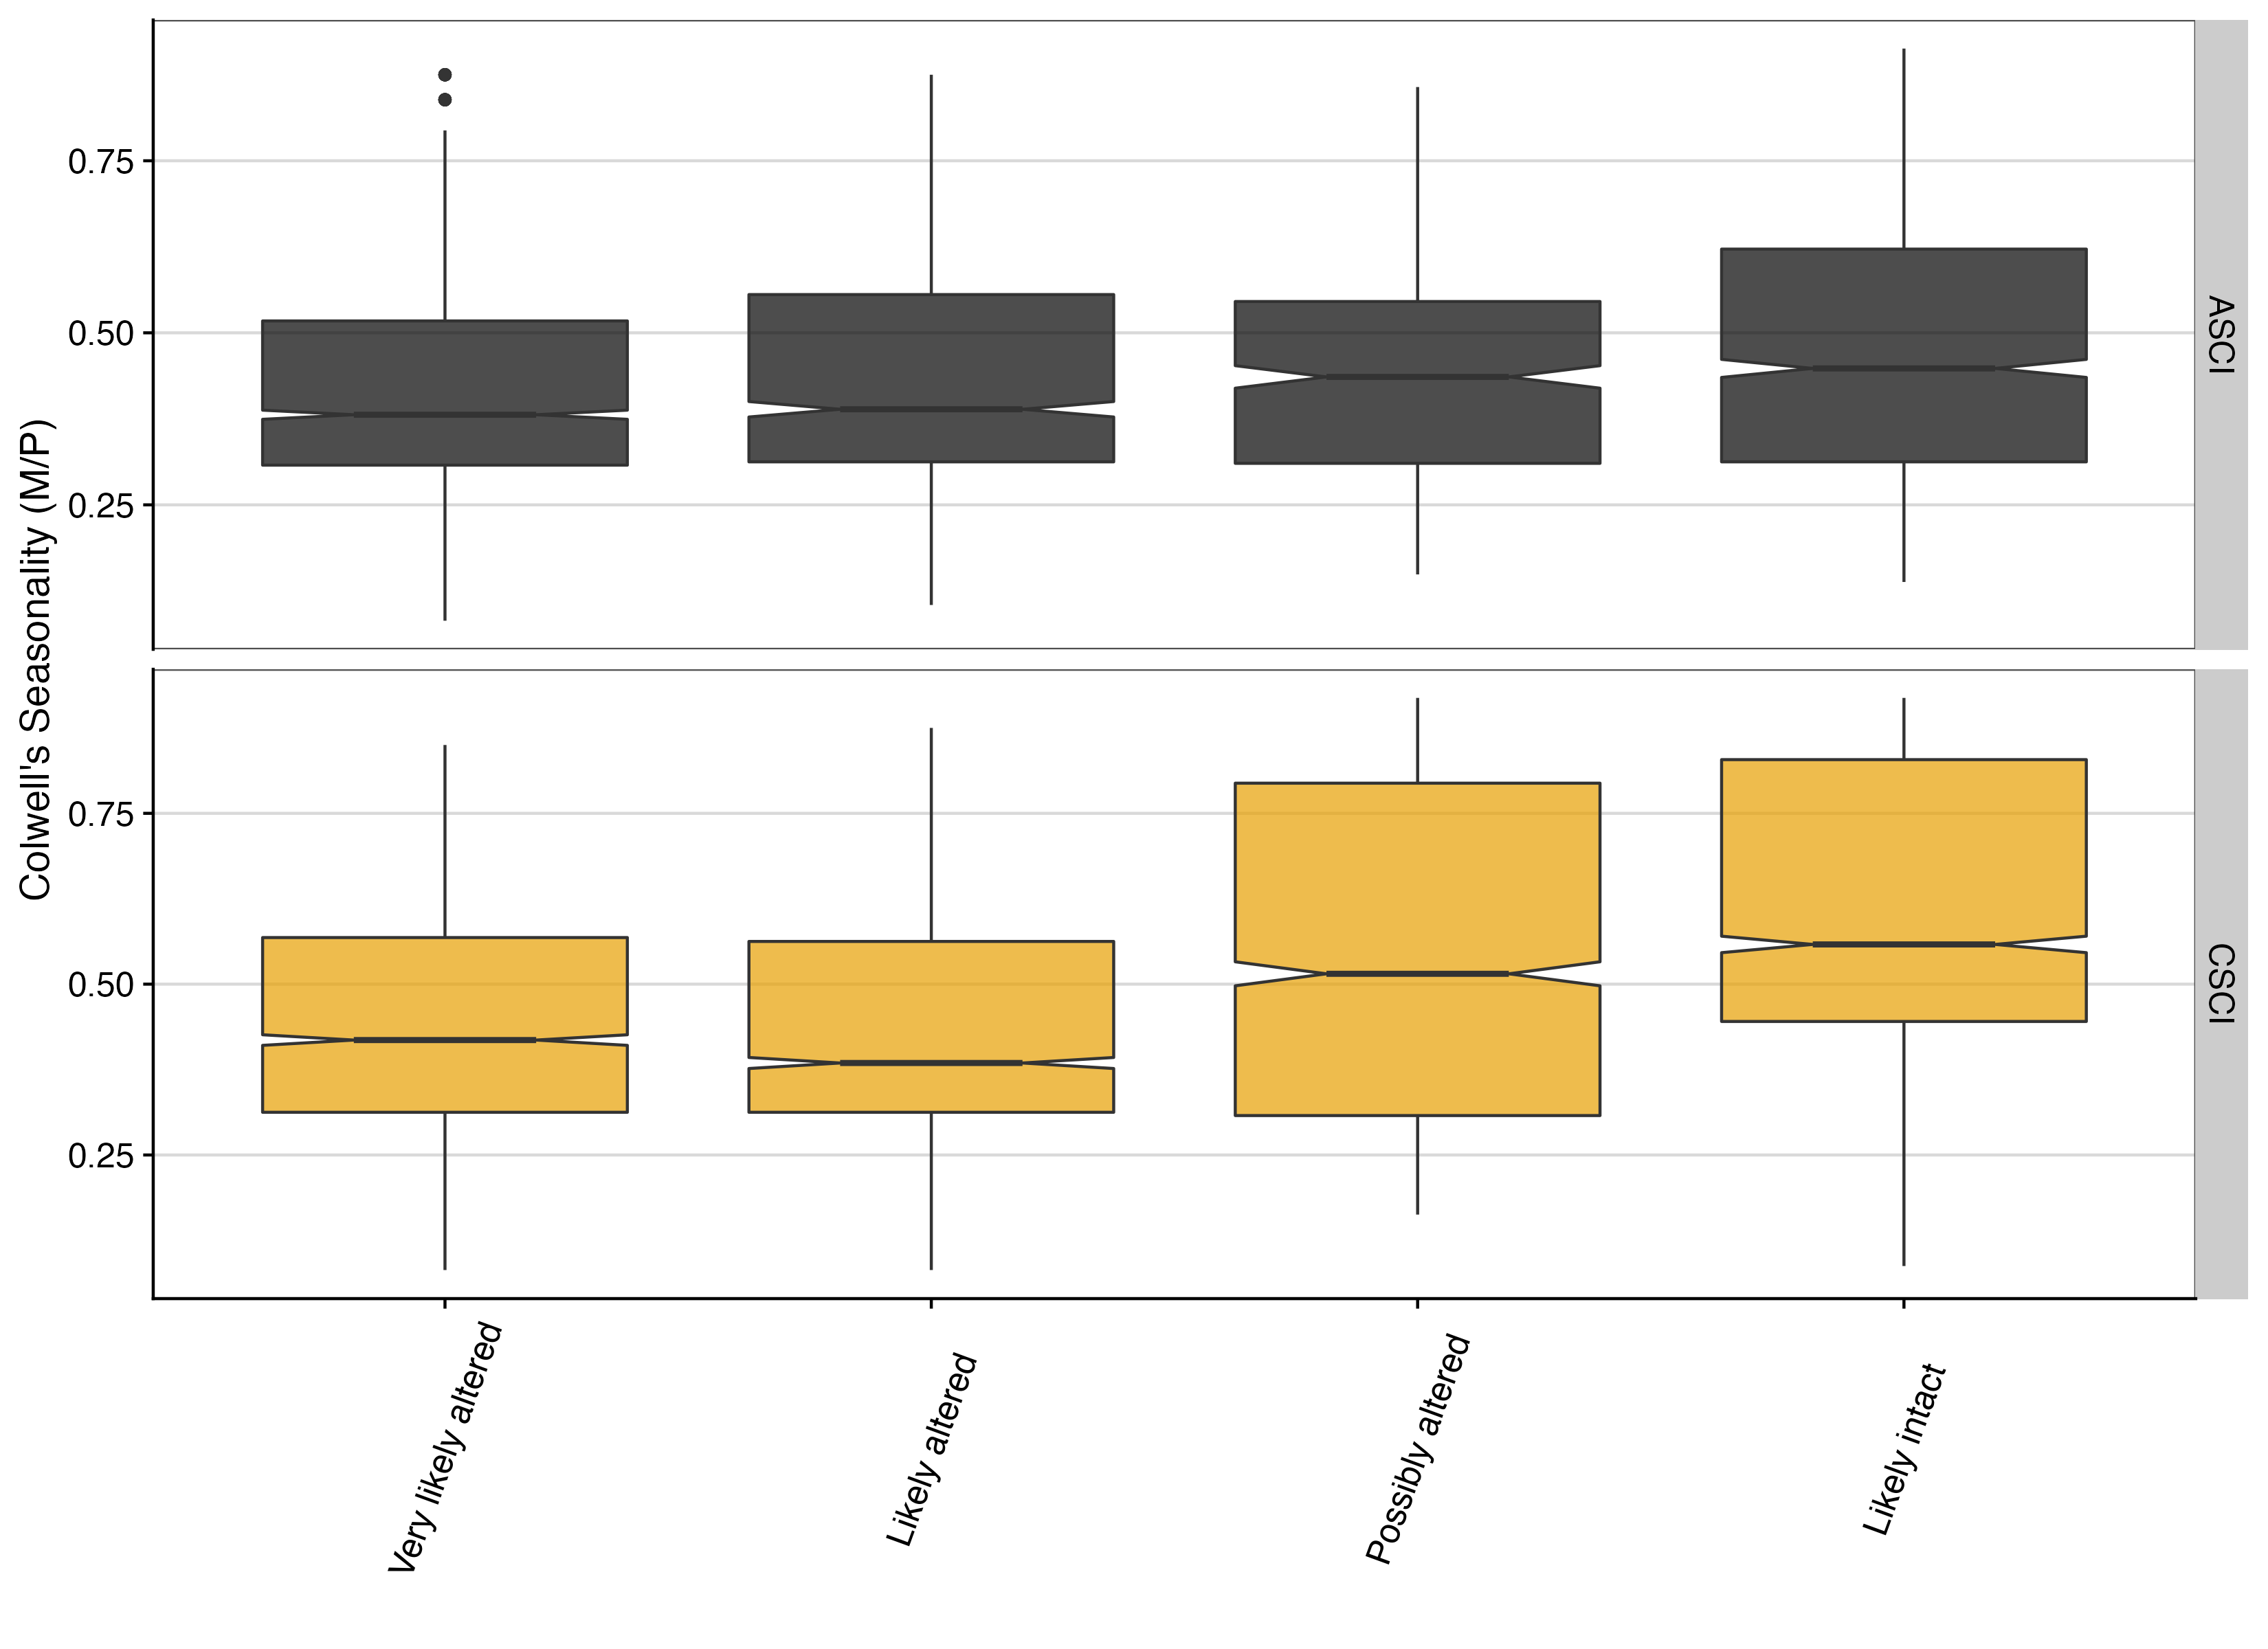 Colwell's Seasonality (M/P)
0.75
0.50
0.25
ASCI
0.75
0.50
0.25
CSCI
Very likely altered
Likely altered
Possibly altered
Likely intact